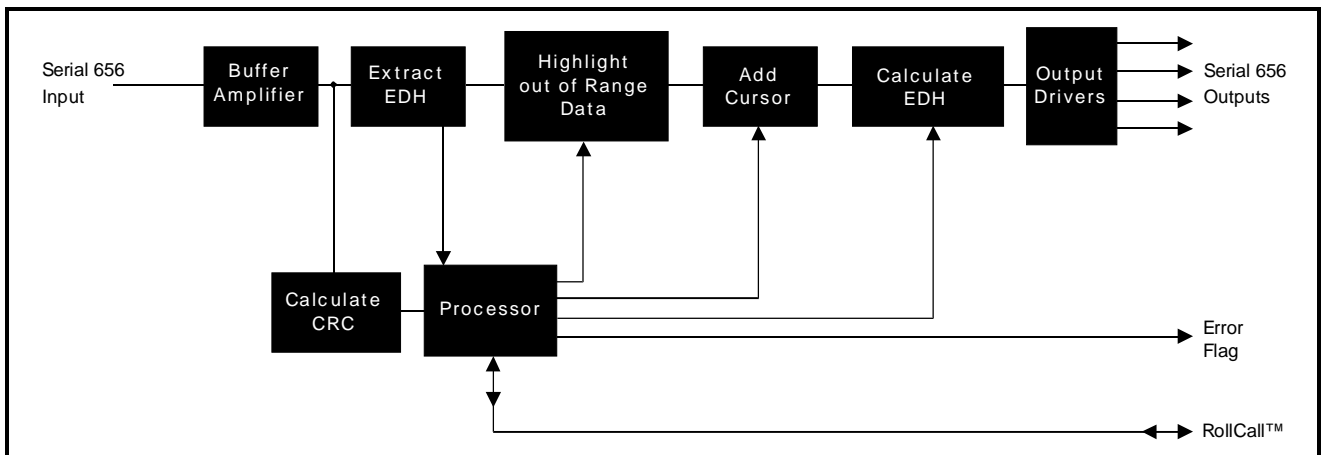 Serial 656
Input
Buffer
Amplifier
Extract
EDH
Highlight
out of Range
Data
Add
Cursor
Calculate
EDH
Output
Drivers
Serial 656
Outputs
Calculate
CRC
Processor
Error
Flag
RollCall™